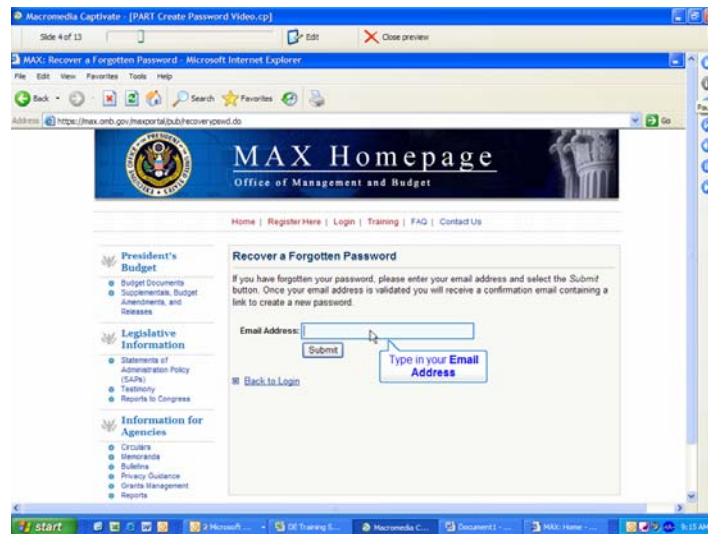 Macromedia Captivate - [PART Create Password Video.cp]
Slide 4 of 13
Edit
Close preview
MAX: Recover a Forgotten Password - Microsoft Internet Explorer
File Edit View Favorites Tools Help
Back
Search
Favorites
Address
https://max.omb.gov/maxportal/pub/recoverypswd.do
Go
MAX Homepage
Office of Management and Budget
Home | Register Here | Login | Training | FAQ | Contact Us
President's
Budget
Budget Documents
Supplementals, Budget
Amendments, and
Releases
Legislative
Information
Statements of
Administration Policy
(SAPs)
Testimony
Reports to Congress
Information for
Agencies
Circulars
Memoranda
Bulletins
Privacy Guidance
Grants Management
Reports
Recover a Forgotten Password
If you have forgotten your password, please enter your email address and select the Submit
button. Once your email address is validated you will receive a confirmation email containing a
link to create a new password.
Email Address:
Submit
Type in your Email
Address
Back to Login
start
2 Microsoft ...
DE Training S...
Macromedia C...
Document1 - ...
MAX: Home - ...
9:15 AM